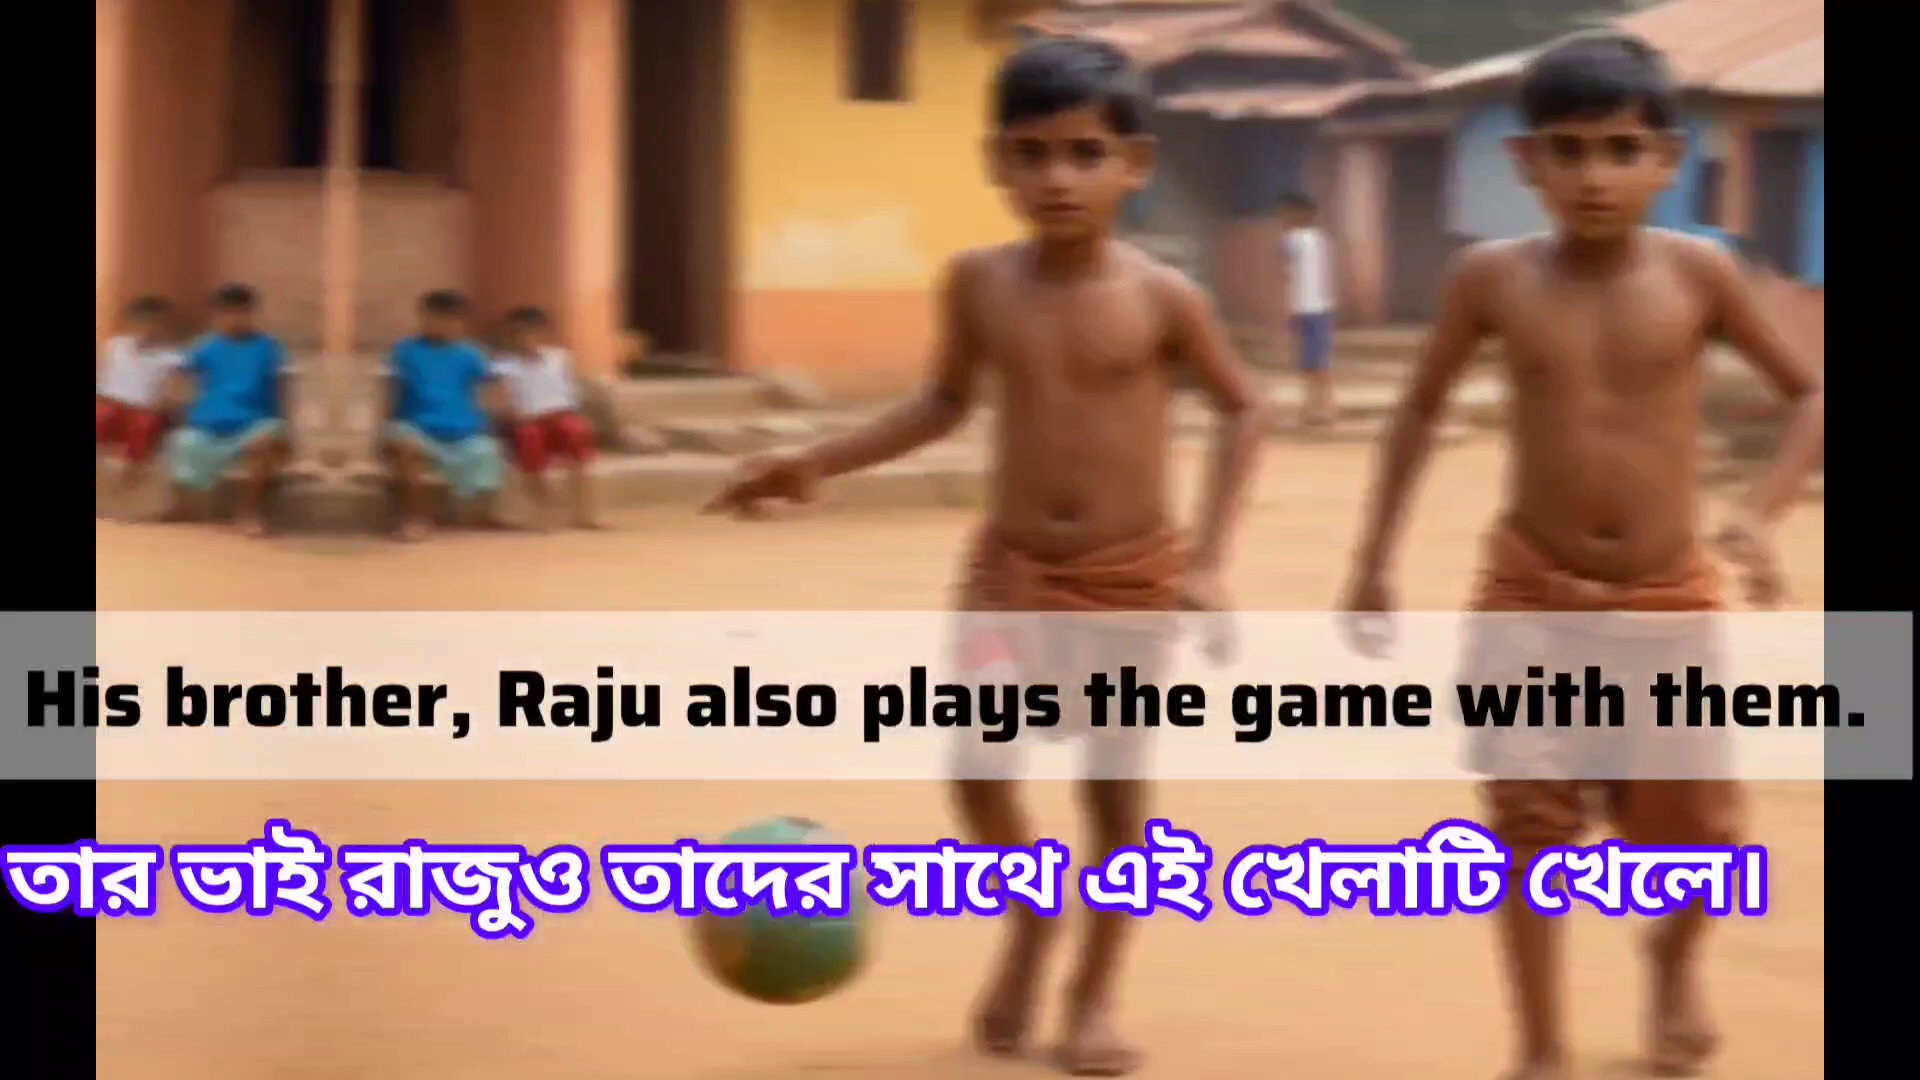 His brother, Raju also plays the game with them.
তার ভাই রাজুও তাদের সাথে এই খেলাটি খেলে।